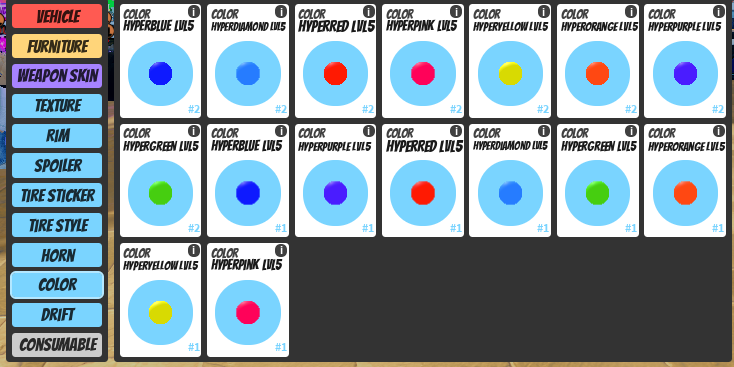 VEHICLE
FURNITURE
WEAPON SKIN
TEXTURE
RIM
SPOILER
TIRE STICKER
TIRE STYLE
HORN
COLOR
DRIFT
CONSUMABLE
COLOR i
HYPERBLUE LVL5
#2
COLOR i
HYPERDIAMOND LVL5
#2
COLOR i
HYPERRED LVL5
#2
COLOR i
HYPERPINK LVL5
#2
COLOR i
HYPERYELLOW LVL5
#2
COLOR i
HYPERORANGE LVL5
#2
COLOR i
HYPERPURPLE LVL5
#2
COLOR i
HYPERGREEN LVL5
#2
COLOR i
HYPERBLUE LVL5
#1
COLOR i
HYPERPURPLE LVL5
#1
COLOR i
HYPERRED LVL5
#1
COLOR i
HYPERDIAMOND LVL5
#1
COLOR i
HYPERGREEN LVL5
#1
COLOR i
HYPERORANGE LVL5
#1
COLOR i
HYPERYELLOW LVL5
#1
COLOR i
HYPERPINK LVL5
#1